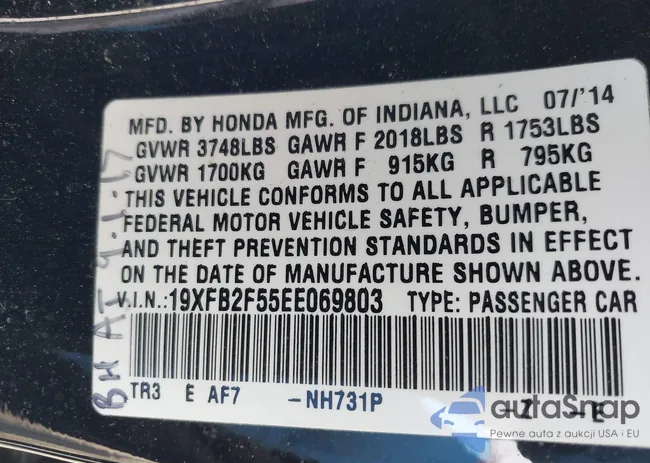 MFD. BY HONDA MFG. OF INDIANA, LLC 07/'14
GVWR 3748LBS GAWR F 2018LBS R 1753LBS
GVWR 1700KG GAWR F 915KG R 795KG
THIS VEHICLE CONFORMS TO ALL APPLICABLE
FEDERAL MOTOR VEHICLE SAFETY, BUMPER,
AND THEFT PREVENTION STANDARDS IN EFFECT
ON THE DATE OF MANUFACTURE SHOWN ABOVE.
V.I.N.:19XFB2F55EE069803 TYPE: PASSENGER CAR
TR3 E AF7 -NH731P -Z -E
autoSnap
Pewne auta z aukcji USA i EU